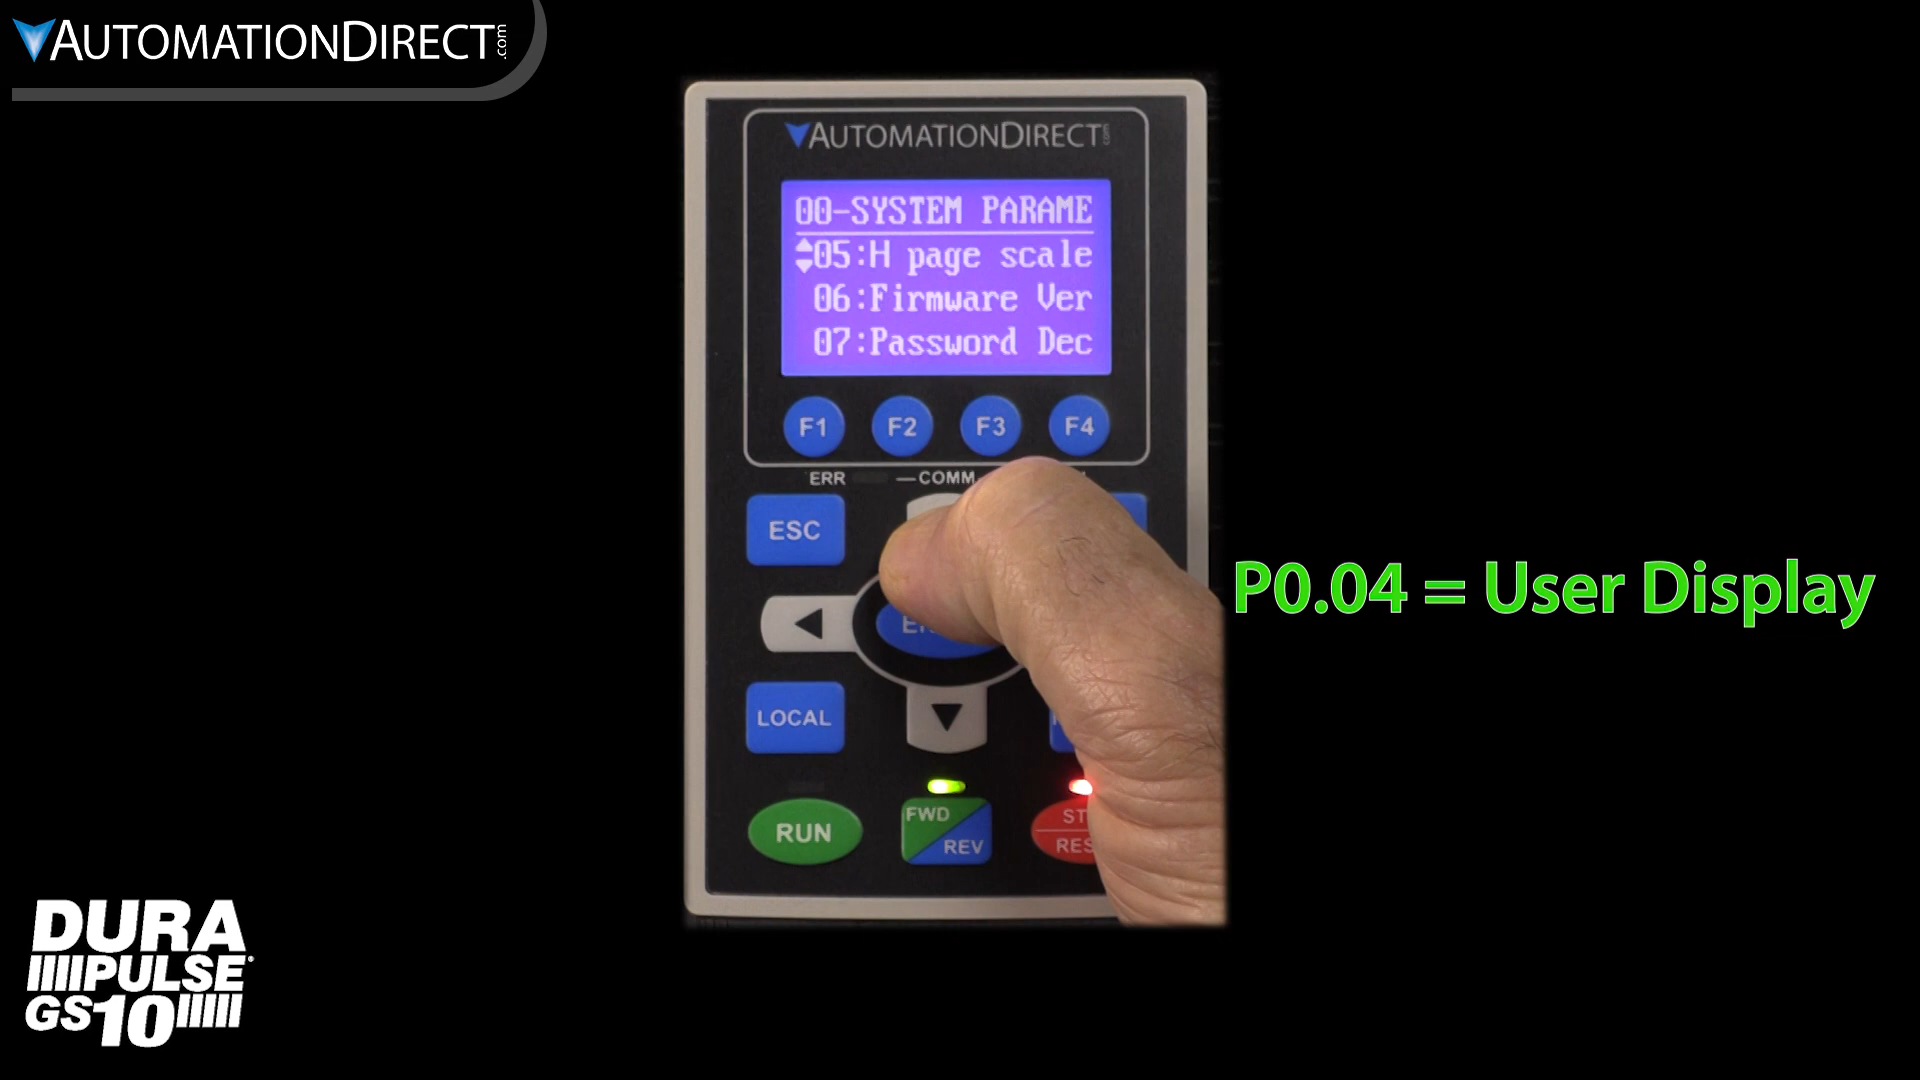 AUTOMATIONDIRECT.com
AUTOMATIONDIRECT.com
00-SYSTEM PARAME
05:H page scale
06:Firmware Ver
07:Password Dec
F1 F2 F3 F4
ERR COMM
ESC
P0.04 = User Display
LOCAL
FWD
RUN
REV
DURA
PULSE®
GS10